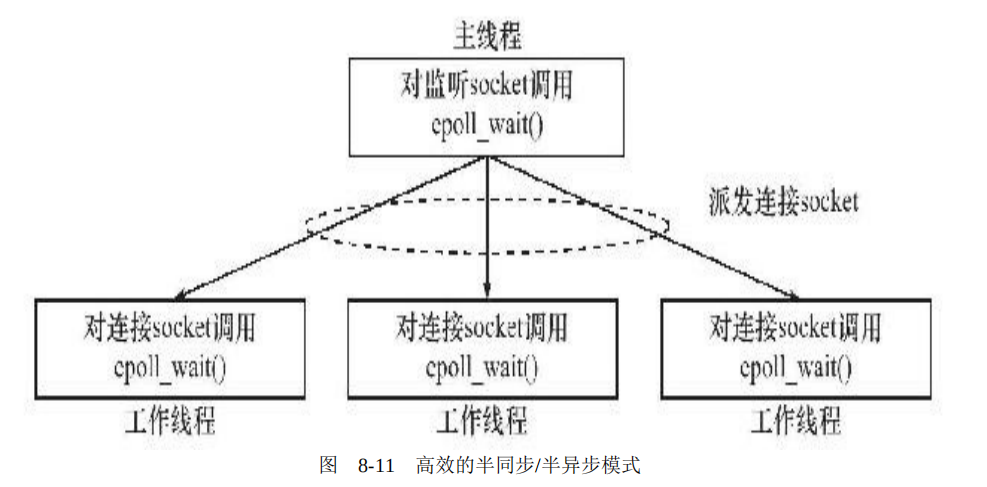 主线程
对监听socket调用
epoll_wait()
派发连接socket
对连接socket调用
epoll_wait()
工作线程
对连接socket调用
epoll_wait()
工作线程
对连接socket调用
epoll_wait()
工作线程
图 8-11 高效的半同步/半异步模式